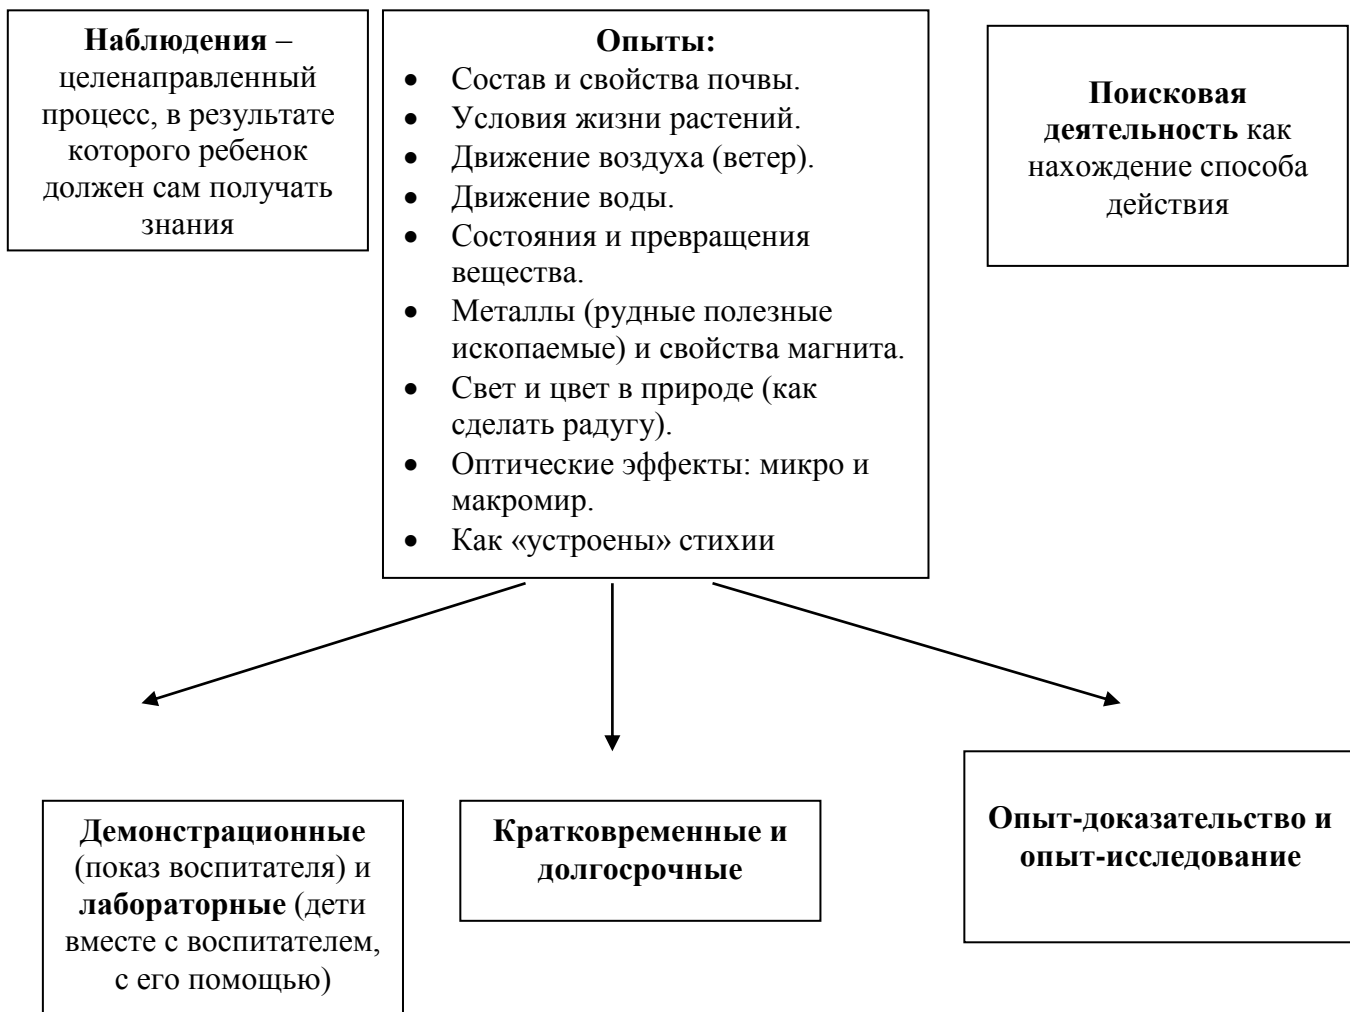 Наблюдения –
целенаправленный
процесс, в результате
которого ребенок
должен сам получать
знания
Опыты:
• Состав и свойства почвы.
• Условия жизни растений.
• Движение воздуха (ветер).
• Движение воды.
• Состояния и превращения
вещества.
• Металлы (рудные полезные
ископаемые) и свойства магнита.
• Свет и цвет в природе (как
сделать радугу).
• Оптические эффекты: микро и
макромир.
• Как «устроены» стихии
Поисковая
деятельность как
нахождение способа
действия
Демонстрационные
(показ воспитателя) и
лабораторные (дети
вместе с воспитателем,
с его помощью)
Кратковременные и
долгосрочные
Опыт-доказательство и
опыт-исследование